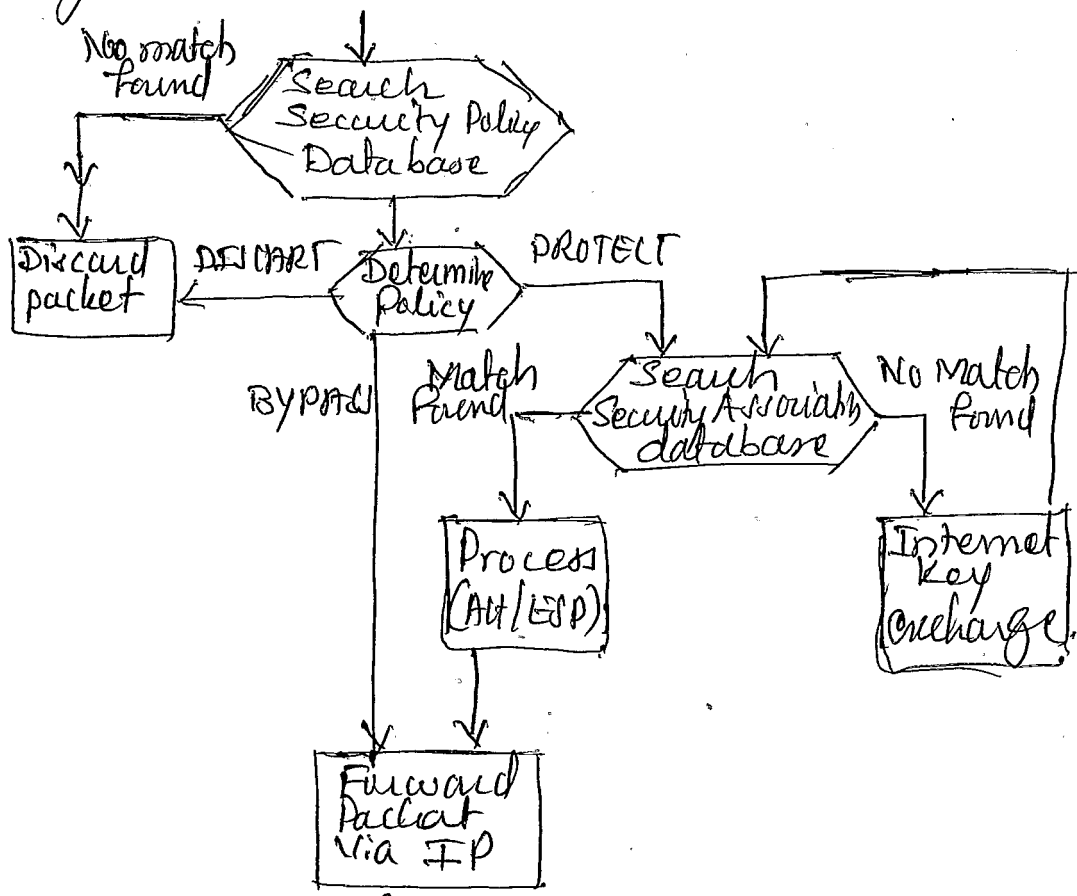 No match
found
Search
Security Policy
Database
Discard
packet
DISCART
Determine
Policy
PROTECT
BYPASS
Match
found
Search
Security Association
database
No Match
found
Process
(AH/ESP)
Internet
Key
exchange.
Forward
Packet
Via IP